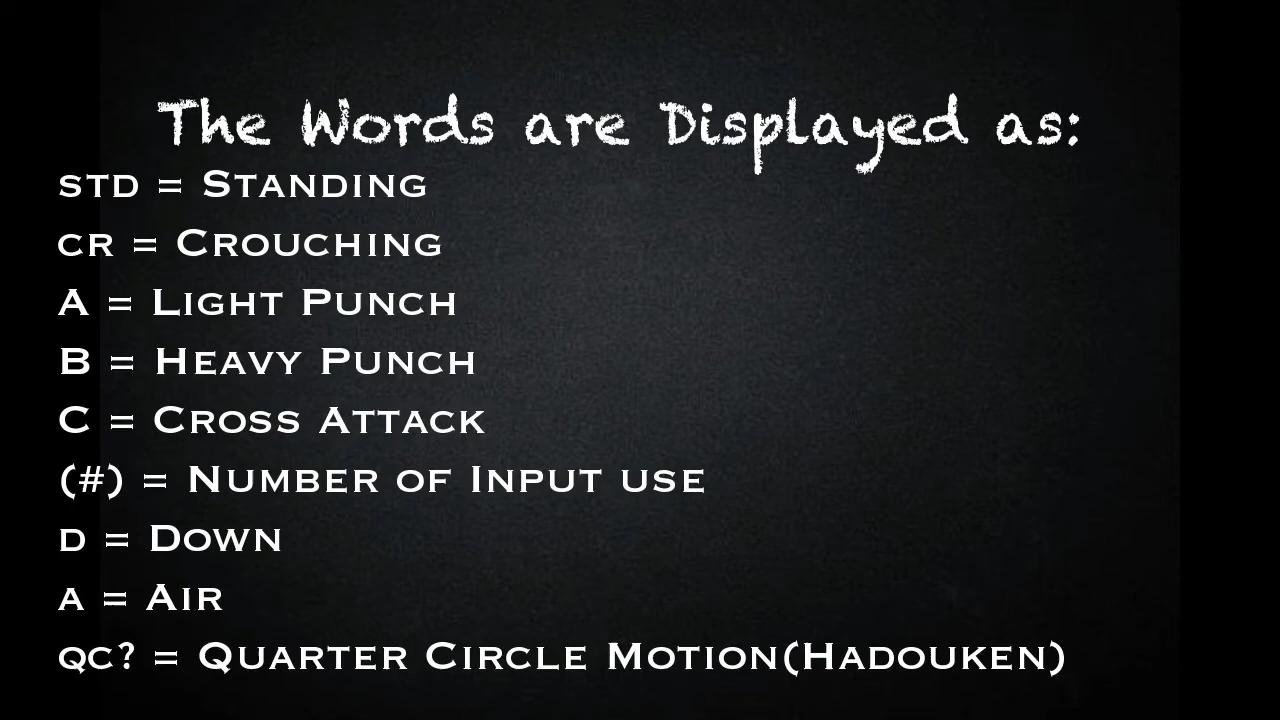 The Words are Displayed as:
std = Standing
cr = Crouching
A = Light Punch
B = Heavy Punch
C = Cross Attack
(#) = Number of Input use
d = Down
a = Air
qc? = Quarter Circle Motion(Hadouken)